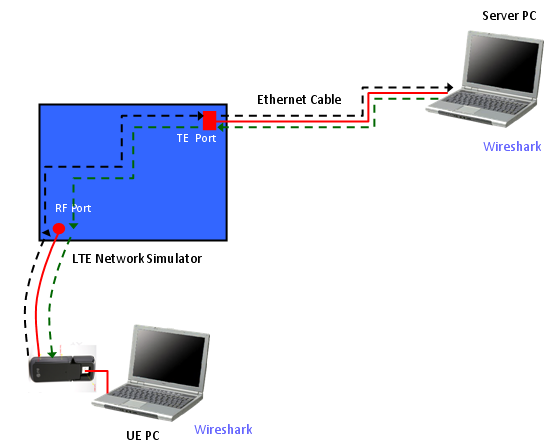 Server PC
Ethernet Cable
TE Port
Wireshark
RF Port
LTE Network Simulator
UE PC
Wireshark